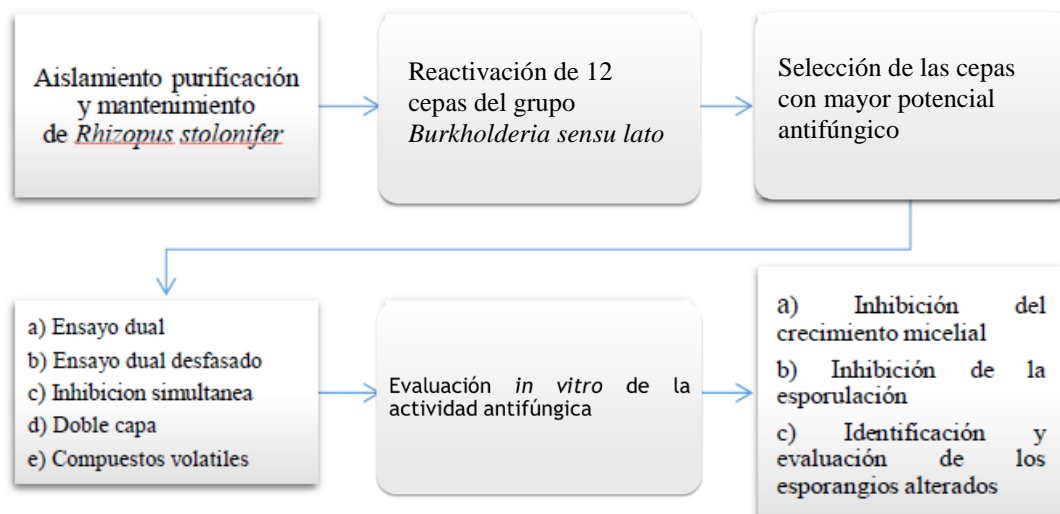 Aislamiento purificación
y mantenimiento
de Rhizopus stolonifer
Reactivación de 12
cepas del grupo
Burkholderia sensu lato
Selección de las cepas
con mayor potencial
antifúngico
a) Ensayo dual
b) Ensayo dual desfasado
c) Inhibicion simultanea
d) Doble capa
e) Compuestos volatiles
Evaluación in vitro de la
actividad antifúngica
a) Inhibición del
crecimiento micelial
b) Inhibición de la
esporulación
c) Identificación y
evaluación de los
esporangios alterados